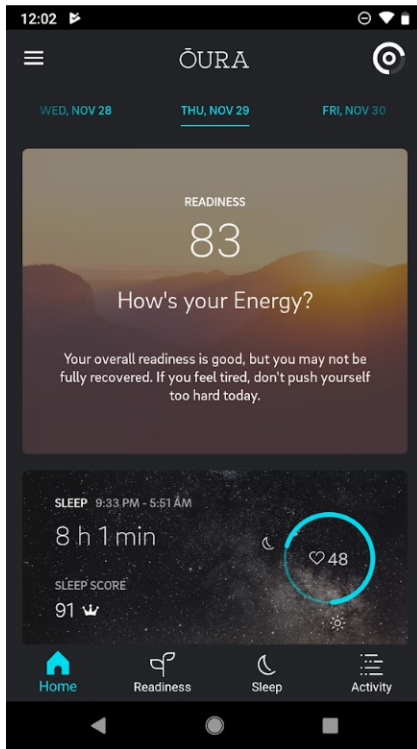 12:02
ŌURA
WED, NOV 28 THU, NOV 29 FRI, NOV 30
READINESS
83
How's your Energy?
Your overall readiness is good, but you may not be
fully recovered. If you feel tired, don't push yourself
too hard today.
SLEEP 9:33 PM - 5:51 AM
8 h 1 min
48
SLEEP SCORE
91
Home Readiness Sleep Activity